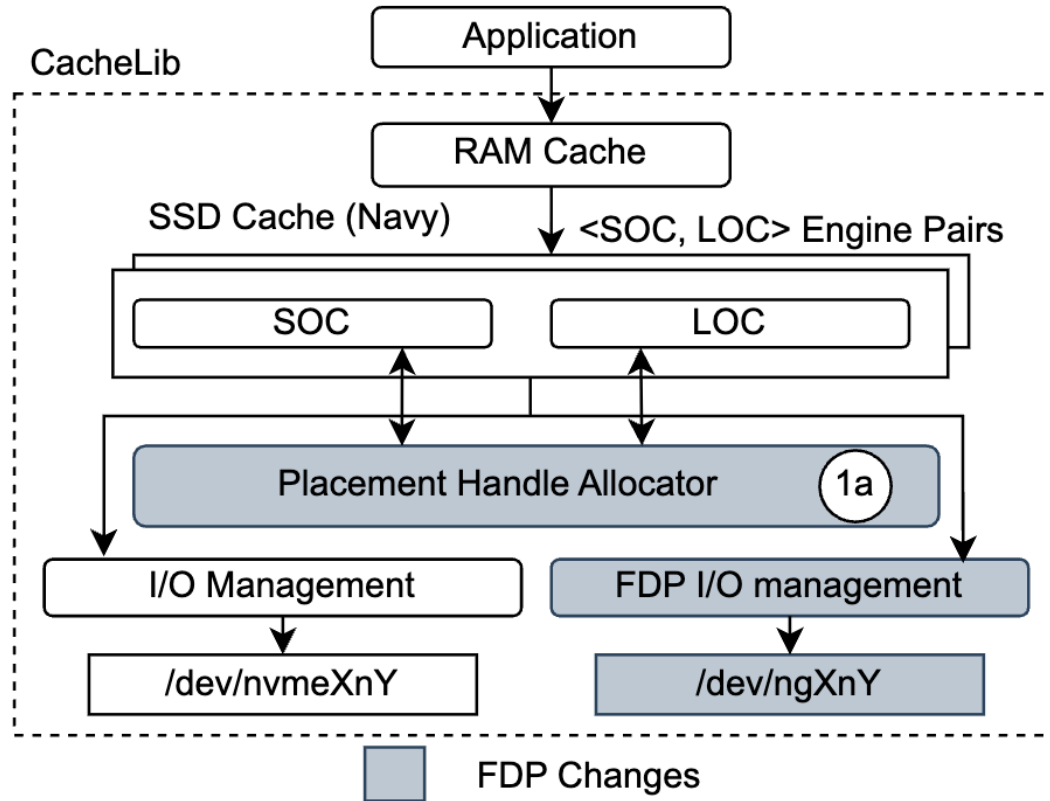 Application
CacheLib
RAM Cache
SSD Cache (Navy)
<SOC, LOC> Engine Pairs
SOC
LOC
Placement Handle Allocator
1a
I/O Management
FDP I/O management
/dev/nvmeXnY
/dev/ngXnY
FDP Changes